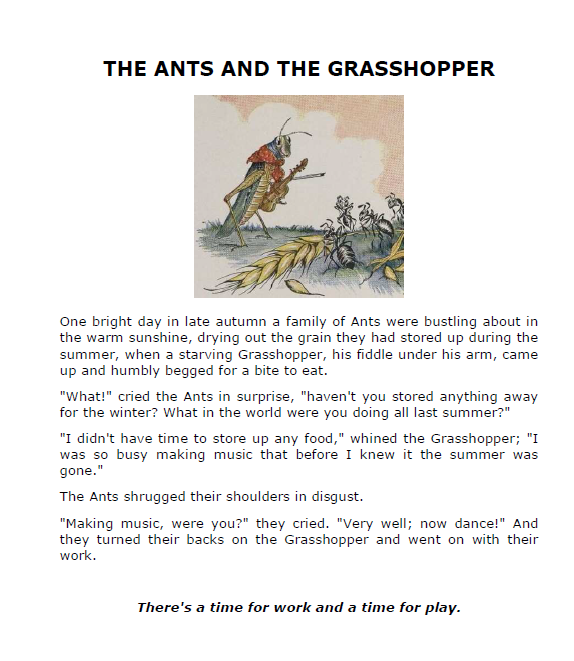 THE ANTS AND THE GRASSHOPPER
One bright day in late autumn a family of Ants were bustling about in
the warm sunshine, drying out the grain they had stored up during the
summer, when a starving Grasshopper, his fiddle under his arm, came
up and humbly begged for a bite to eat.
"What!" cried the Ants in surprise, "haven't you stored anything away
for the winter? What in the world were you doing all last summer?"
"I didn't have time to store up any food," whined the Grasshopper; "I
was so busy making music that before I knew it the summer was
gone."
The Ants shrugged their shoulders in disgust.
"Making music, were you?" they cried. "Very well; now dance!" And
they turned their backs on the Grasshopper and went on with their
work.
There's a time for work and a time for play.